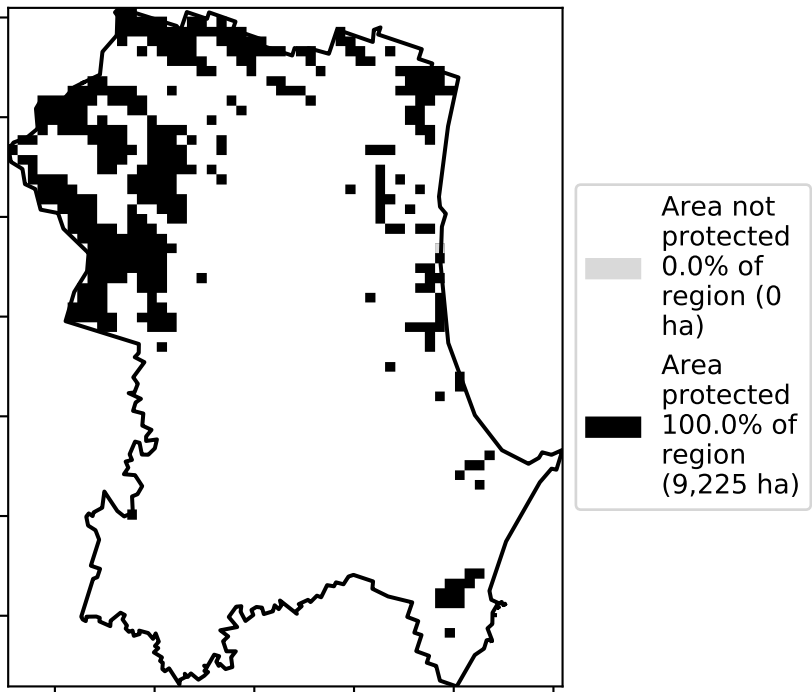 Area not
protected
0.0% of
region (0
ha)
Area
protected
100.0% of
region
(9,225 ha)